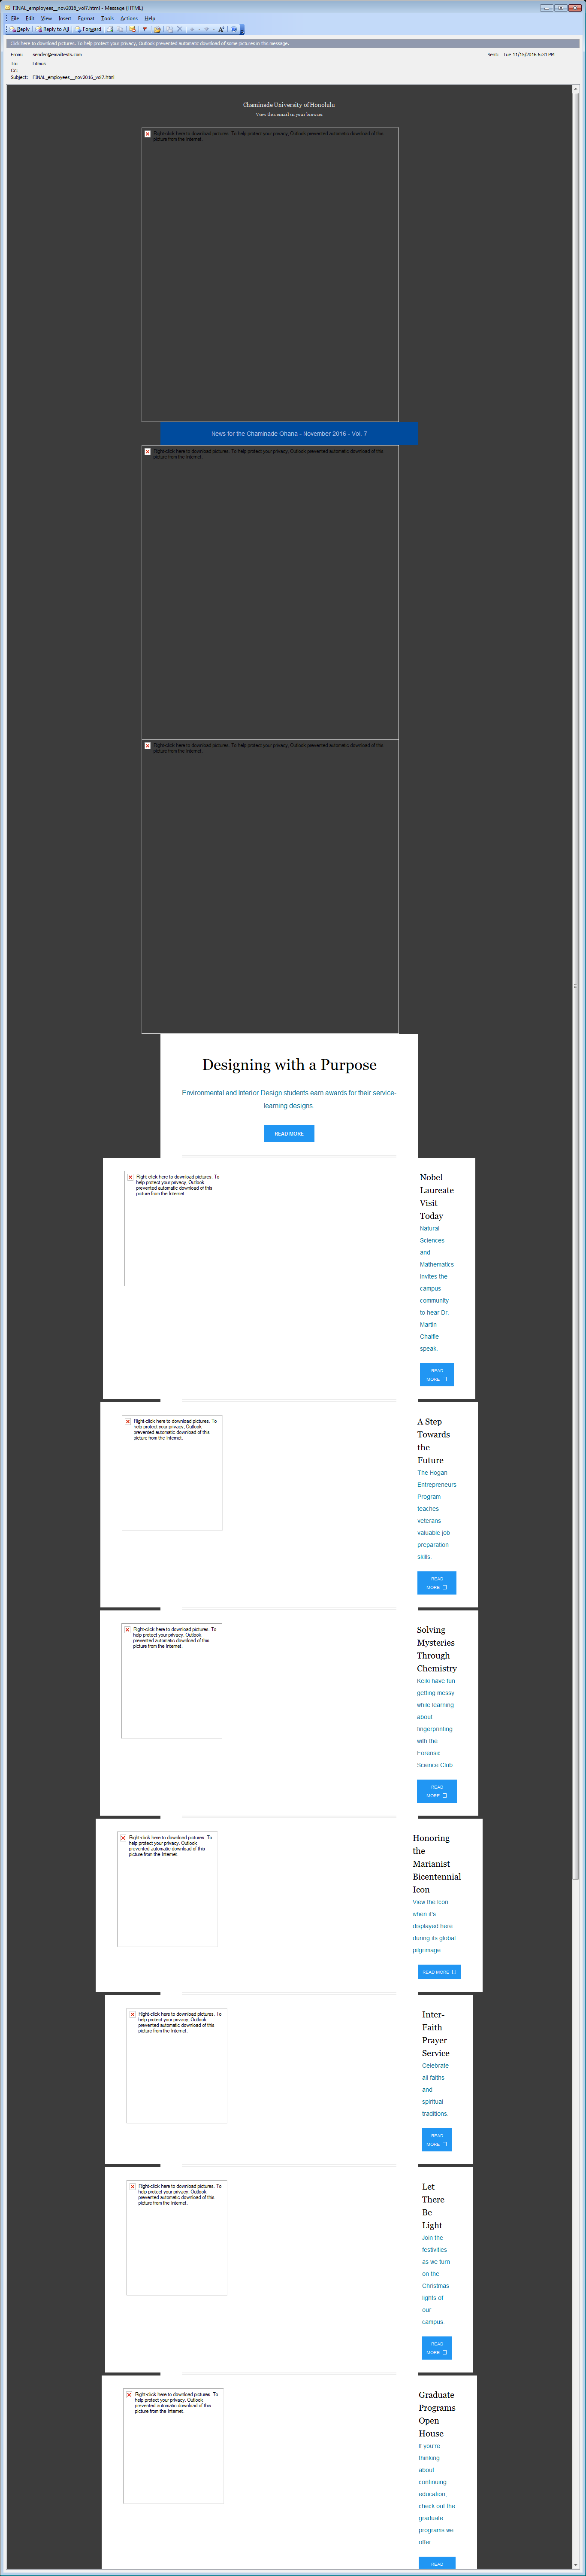 FINAL_employees__nov2016_vol7.html - Message (HTML)
File Edit View Insert Format Tools Actions Help
Reply Reply to All Forward
Click here to download pictures. To help protect your privacy, Outlook prevented automatic download of some pictures in this message.
From: sender@emailtests.com Sent: Tue 11/15/2016 6:31 PM
To: Litmus
Cc:
Subject: FINAL_employees__nov2016_vol7.html
Chaminade University of Honolulu
View this email in your browser
Right-click here to download pictures. To help protect your privacy, Outlook prevented automatic download of this
picture from the Internet.
News for the Chaminade Ohana - November 2016 - Vol. 7
Right-click here to download pictures. To help protect your privacy, Outlook prevented automatic download of this
picture from the Internet.
Right-click here to download pictures. To help protect your privacy, Outlook prevented automatic download of this
picture from the Internet.
Designing with a Purpose
Environmental and Interior Design students earn awards for their service-
learning designs.
READ MORE
Right-click here to download pictures. To
help protect your privacy, Outlook
prevented automatic download of this
picture from the Internet.
Nobel
Laureate
Visit
Today
Natural
Sciences
and
Mathematics
invites the
campus
community
to hear Dr.
Martin
Chalfie
speak.
READ
MORE
Right-click here to download pictures. To
help protect your privacy, Outlook
prevented automatic download of this
picture from the Internet.
A Step
Towards
the
Future
The Hogan
Entrepreneurs
Program
teaches
veterans
valuable job
preparation
skills.
READ
MORE
Right-click here to download pictures. To
help protect your privacy, Outlook
prevented automatic download of this
picture from the Internet.
Solving
Mysteries
Through
Chemistry
Keiki have fun
getting messy
while learning
about
fingerprinting
with the
Forensic
Science Club.
READ
MORE
Right-click here to download pictures. To
help protect your privacy, Outlook
prevented automatic download of this
picture from the Internet.
Honoring
the
Marianist
Bicentennial
Icon
View the icon
when it's
displayed here
during its global
pilgrimage.
READ MORE
Right-click here to download pictures. To
help protect your privacy, Outlook
prevented automatic download of this
picture from the Internet.
Inter-
Faith
Prayer
Service
Celebrate
all faiths
and
spiritual
traditions.
READ
MORE
Right-click here to download pictures. To
help protect your privacy, Outlook
prevented automatic download of this
picture from the Internet.
Let
There
Be
Light
Join the
festivities
as we turn
on the
Christmas
lights of
our
campus.
READ
MORE
Right-click here to download pictures. To
help protect your privacy, Outlook
prevented automatic download of this
picture from the Internet.
Graduate
Programs
Open
House
If you're
thinking
about
continuing
education,
check out the
graduate
programs we
offer.
READ